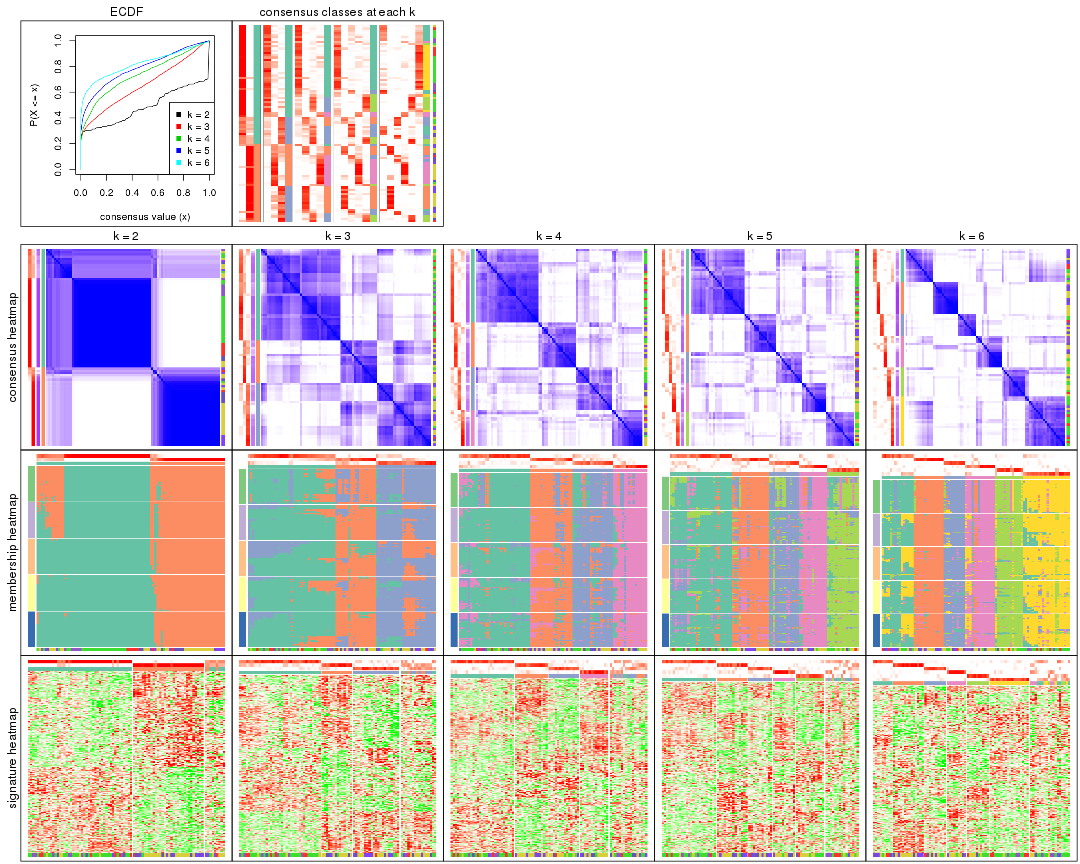 ECDF
consensus classes at each k
P(X <= x)
0.0 0.2 0.4 0.6 0.8 1.0
k = 2
k = 3
k = 4
k = 5
k = 6
0.0 0.2 0.4 0.6 0.8 1.0
consensus value (x)
k = 2
k = 3
k = 4
k = 5
k = 6
consensus heatmap
membership heatmap
signature heatmap